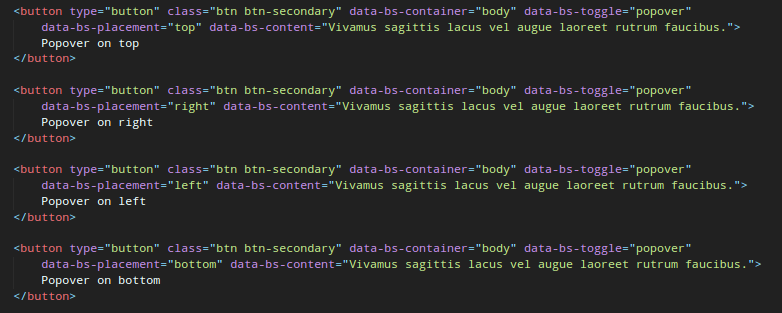 <button type="button" class="btn btn-secondary" data-bs-container="body" data-bs-toggle="popover"
data-bs-placement="top" data-bs-content="Vivamus sagittis lacus vel augue laoreet rutrum faucibus.">
Popover on top
</button>
<button type="button" class="btn btn-secondary" data-bs-container="body" data-bs-toggle="popover"
data-bs-placement="right" data-bs-content="Vivamus sagittis lacus vel augue laoreet rutrum faucibus.">
Popover on right
</button>
<button type="button" class="btn btn-secondary" data-bs-container="body" data-bs-toggle="popover"
data-bs-placement="left" data-bs-content="Vivamus sagittis lacus vel augue laoreet rutrum faucibus.">
Popover on left
</button>
<button type="button" class="btn btn-secondary" data-bs-container="body" data-bs-toggle="popover"
data-bs-placement="bottom" data-bs-content="Vivamus sagittis lacus vel augue laoreet rutrum faucibus.">
Popover on bottom
</button>